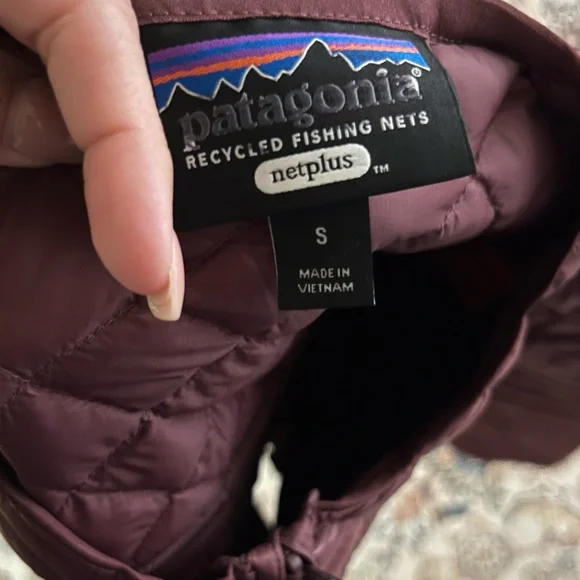 patagonia®
RECYCLED FISHING NETS
netplus ™
S
MADE IN
VIETNAM